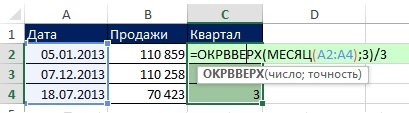 A B C D
1 Дата Продажи Квартал
2 05.01.2013 110 859 =ОКРВВЕРХ(МЕСЯЦ(A2:A4);3)/3
3 07.12.2013 110 258 ОКРВВЕРХ(число; точность)
4 18.07.2013 70 423 3